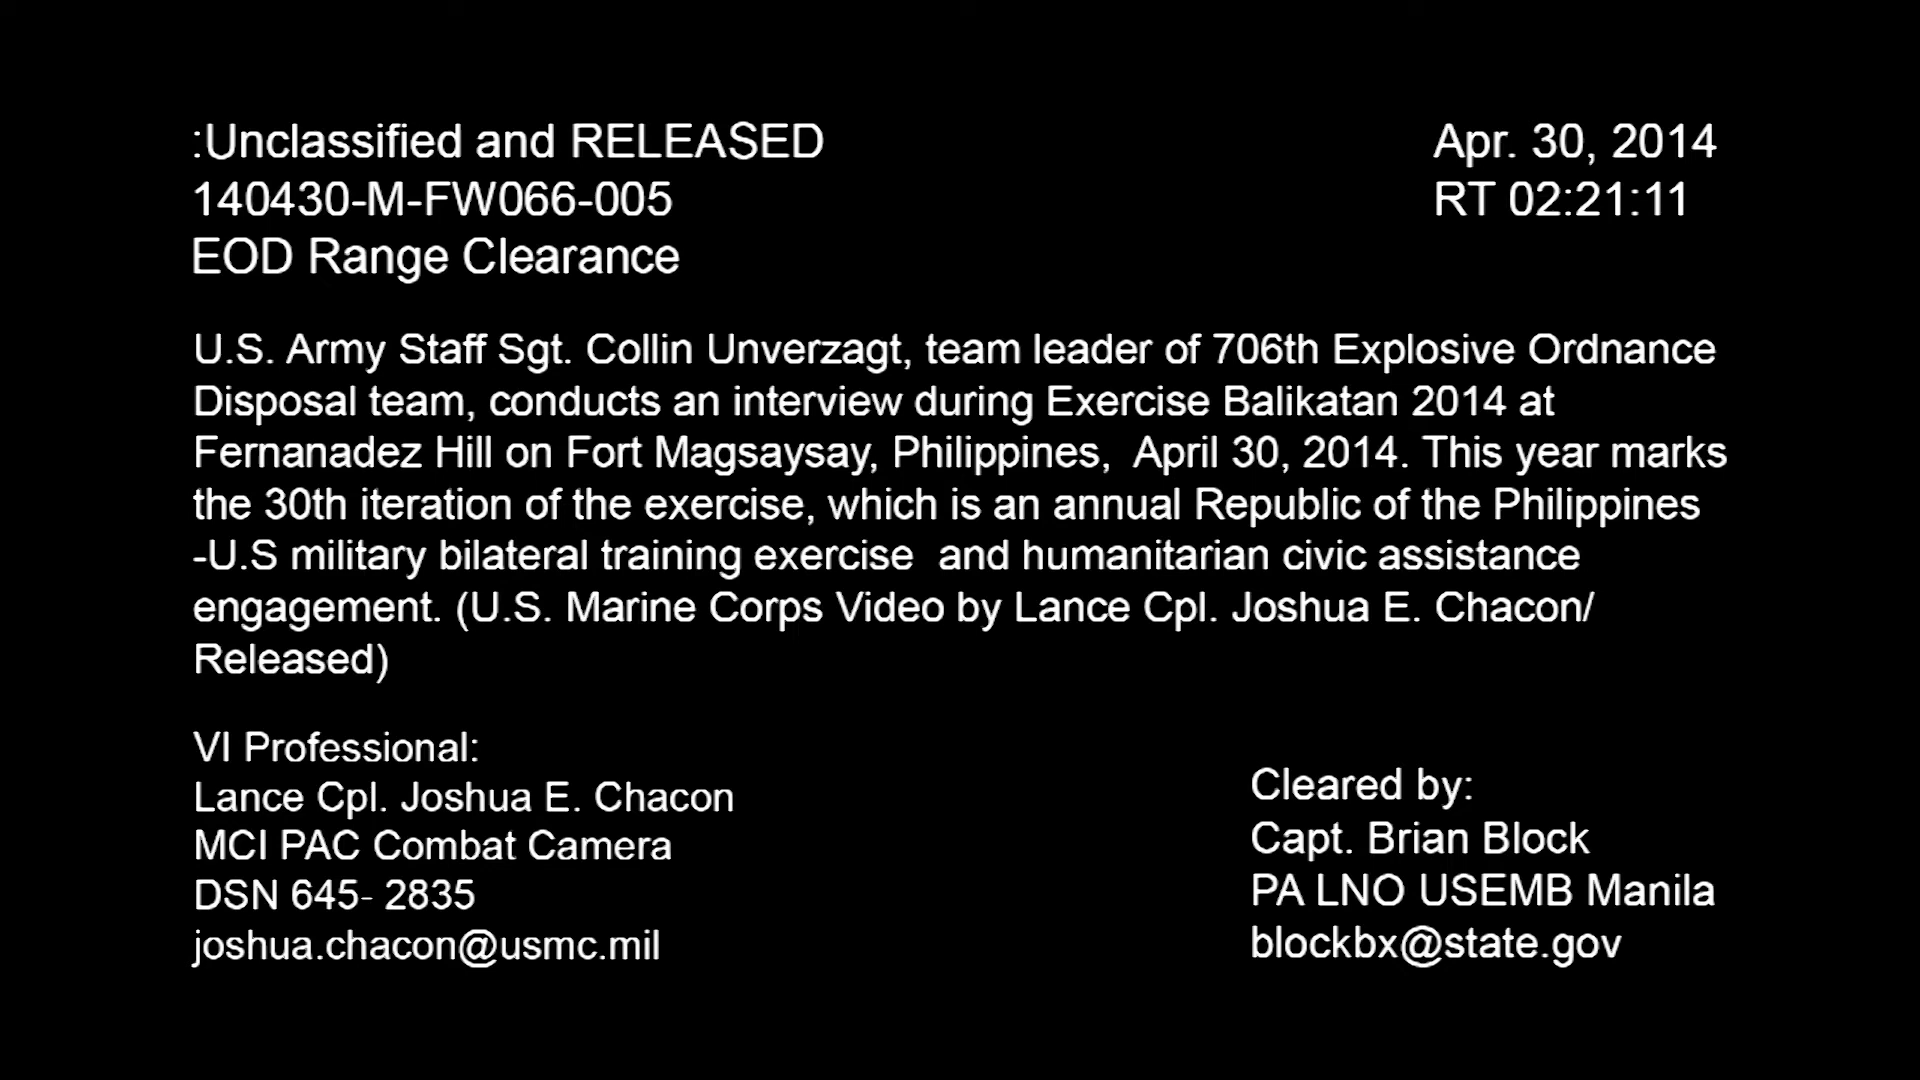 :Unclassified and RELEASED
140430-M-FW066-005
EOD Range Clearance
Apr. 30, 2014
RT 02:21:11
U.S. Army Staff Sgt. Collin Unverzagt, team leader of 706th Explosive Ordnance
Disposal team, conducts an interview during Exercise Balikatan 2014 at
Fernanadez Hill on Fort Magsaysay, Philippines,  April 30, 2014. This year marks
the 30th iteration of the exercise, which is an annual Republic of the Philippines
-U.S military bilateral training exercise  and humanitarian civic assistance
engagement. (U.S. Marine Corps Video by Lance Cpl. Joshua E. Chacon/
Released)
VI Professional:
Lance Cpl. Joshua E. Chacon
MCI PAC Combat Camera
DSN 645- 2835
joshua.chacon@usmc.mil
Cleared by:
Capt. Brian Block
PA LNO USEMB Manila
blockbx@state.gov